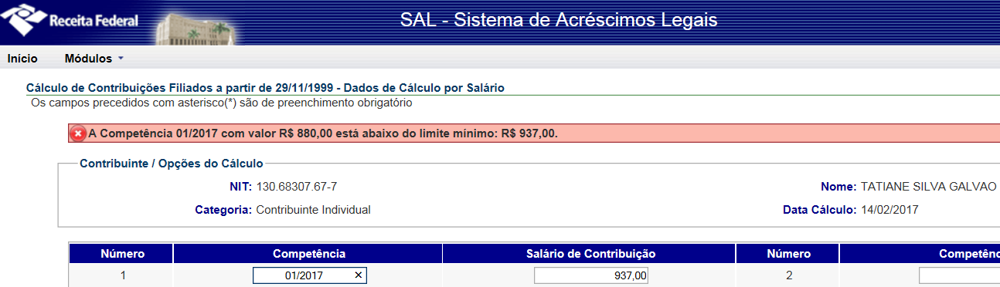 Receita Federal
SAL - Sistema de Acréscimos Legais
Início Módulos
Cálculo de Contribuições Filiados a partir de 29/11/1999 - Dados de Cálculo por Salário
Os campos precedidos com asterisco(*) são de preenchimento obrigatório
A Competência 01/2017 com valor R$ 880,00 está abaixo do limite mínimo: R$ 937,00.
Contribuinte / Opções do Cálculo
NIT: 130.68307.67-7 Nome: TATIANE SILVA GALVAO
Categoria: Contribuinte Individual Data Cálculo: 14/02/2017
Número Competência Salário de Contribuição Número Competênc
1 01/2017 × 937,00 2